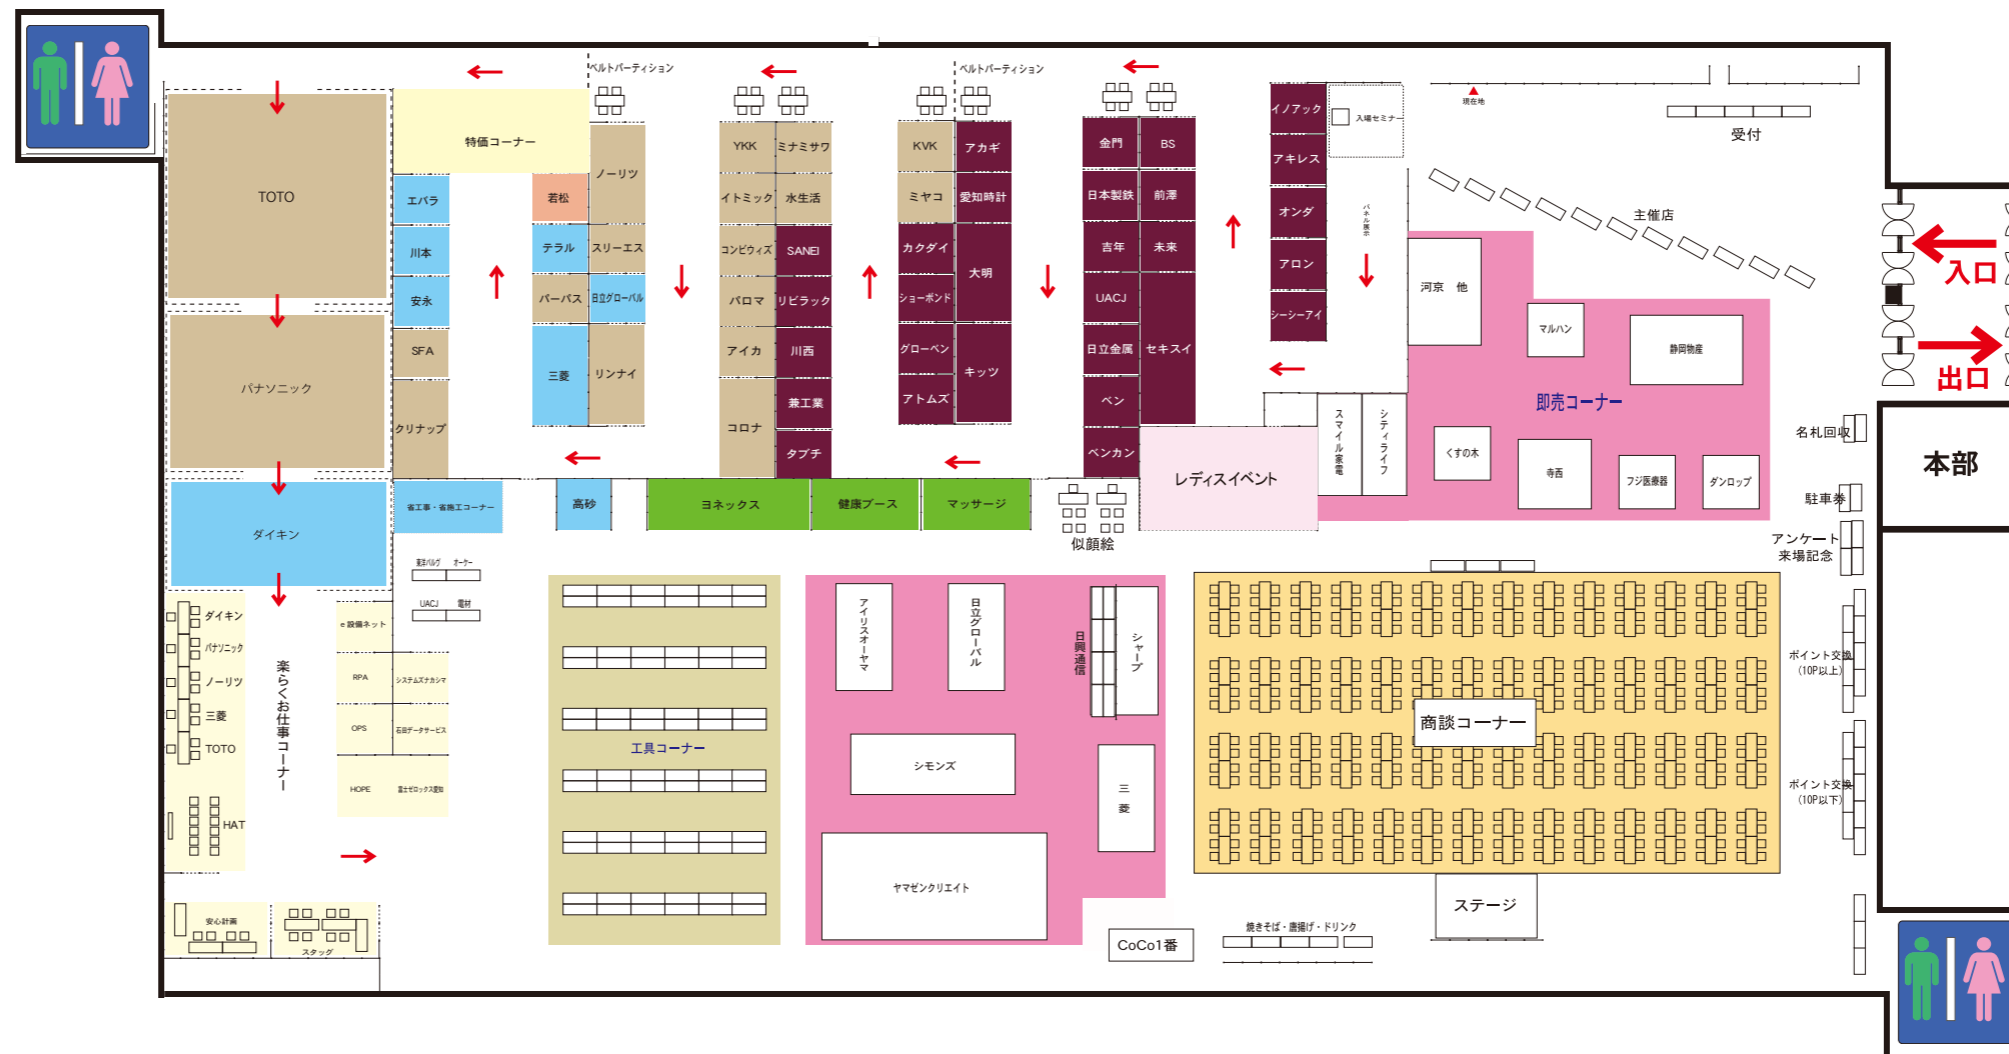 ベルトパーティション
ベルトパーティション
現在地
受付
入場セミナー
パネル展示
主催店
入口
出口
TOTO
パナソニック
ダイキン
特価コーナー
エバラ
川本
安永
SFA
クリナップ
若松
テラル
パーパス
三菱
ノーリツ
スリーエス
日立グローバル
リンナイ
YKK
イトミック
コンビウィズ
パロマ
アイカ
コロナ
ミナミサワ
水生活
SANEI
リビラック
川西
兼工業
タブチ
KVK
ミヤコ
カクダイ
ショーボンド
グローベン
アトムズ
アカギ
愛知時計
大明
キッツ
金門
日本製鉄
吉年
UACJ
日立金属
ベン
ベンカン
BS
前澤
未来
セキスイ
イノアック
アキレス
オンダ
アロン
シーシーアイ
河京 他
マルハン
静岡物産
即売コーナー
くすの木
寺西
フジ医療器
ダンロップ
スマイル家電
シティライフ
レディスイベント
名札回収
本部
駐車券
アンケート
来場記念
ポイント交換
(10P以上)
ポイント交換
(10P以下)
省工事・省施工コーナー
高砂
ヨネックス
健康ブース
マッサージ
似顔絵
東洋バルヴ オーケー
UACJ 電材
ダイキン
パナソニック
ノーリツ
三菱
TOTO
HAT
楽らくお仕事コーナー
e 設備ネット
RPA
システムズナカシマ
OPS
石田データサービス
HOPE
富士ゼロックス愛知
安心計画
スタッグ
工具コーナー
アイリスオーヤマ
日立グローバル
日興通信
シャープ
シモンズ
三菱
ヤマゼンクリエイト
CoCo1番
焼きそば・唐揚げ・ドリンク
商談コーナー
ステージ